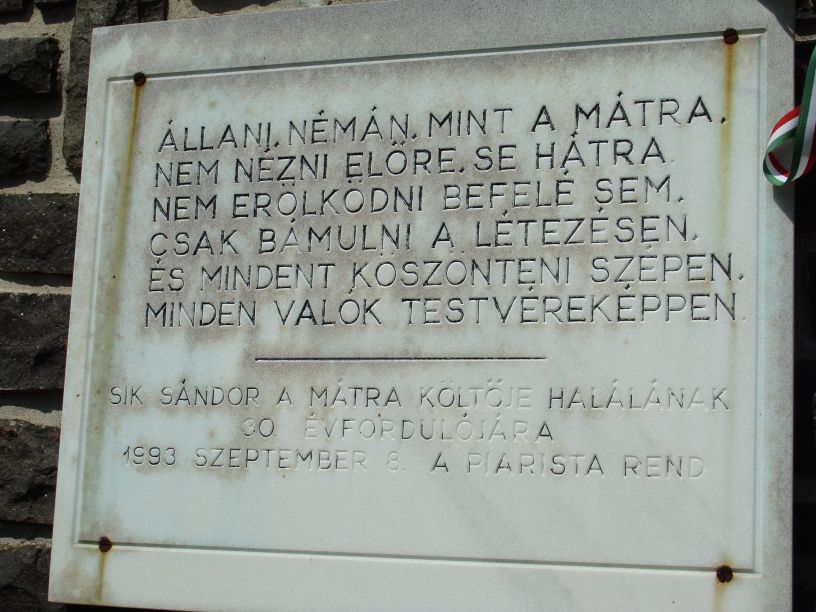 ÁLLANI, NÉMÁN, MINT A MÁTRA,
NEM NÉZNI ELŐRE, SE HÁTRA.
NEM ERŐLKÖDNI BEFELÉ SEM,
CSAK BÁMULNI A LÉTEZÉSEN,
ÉS MINDENT KÖSZÖNTENI SZÉPEN,
MINDEN VALÓK TESTVÉREKÉPPEN.
SIK SÁNDOR A MÁTRA KÖLTŐJE HALÁLÁNAK
30 ÉVFORDULÓJÁRA
1993 SZEPTEMBER 8. A PIARISTA REND